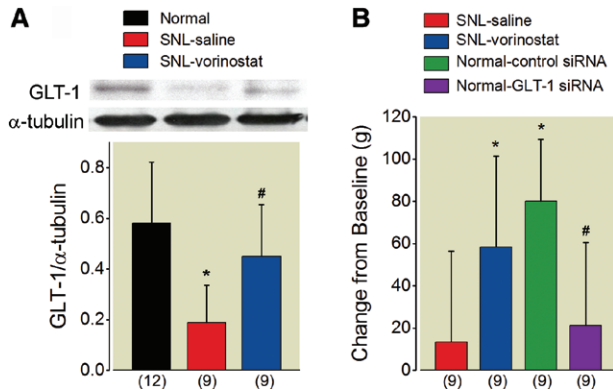 A
Normal
SNL-saline
SNL-vorinostat
GLT-1
α-tubulin
GLT-1/α-tubulin
0.8
0.6
0.4
0.2
0.0
*
#
(12) (9) (9)
B
SNL-saline
SNL-vorinostat
Normal-control siRNA
Normal-GLT-1 siRNA
Change from Baseline (g)
120
100
80
60
40
20
0
* * #
(9) (9) (9) (9)